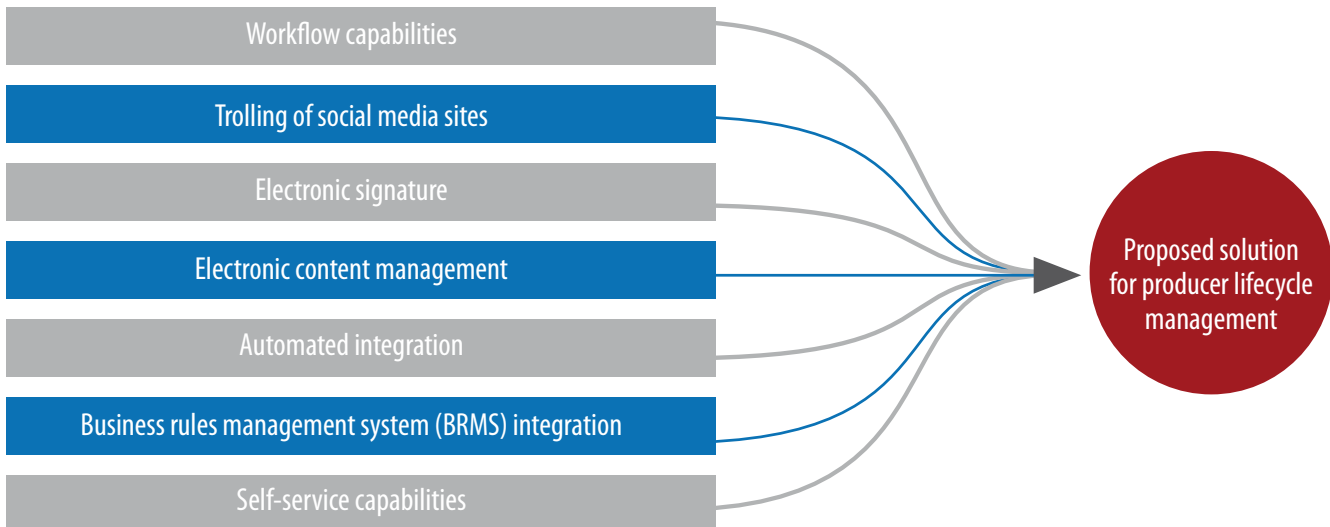 Workflow capabilities
Trolling of social media sites
Electronic signature
Electronic content management
Automated integration
Business rules management system (BRMS) integration
Self-service capabilities
Proposed solution
for producer lifecycle
management